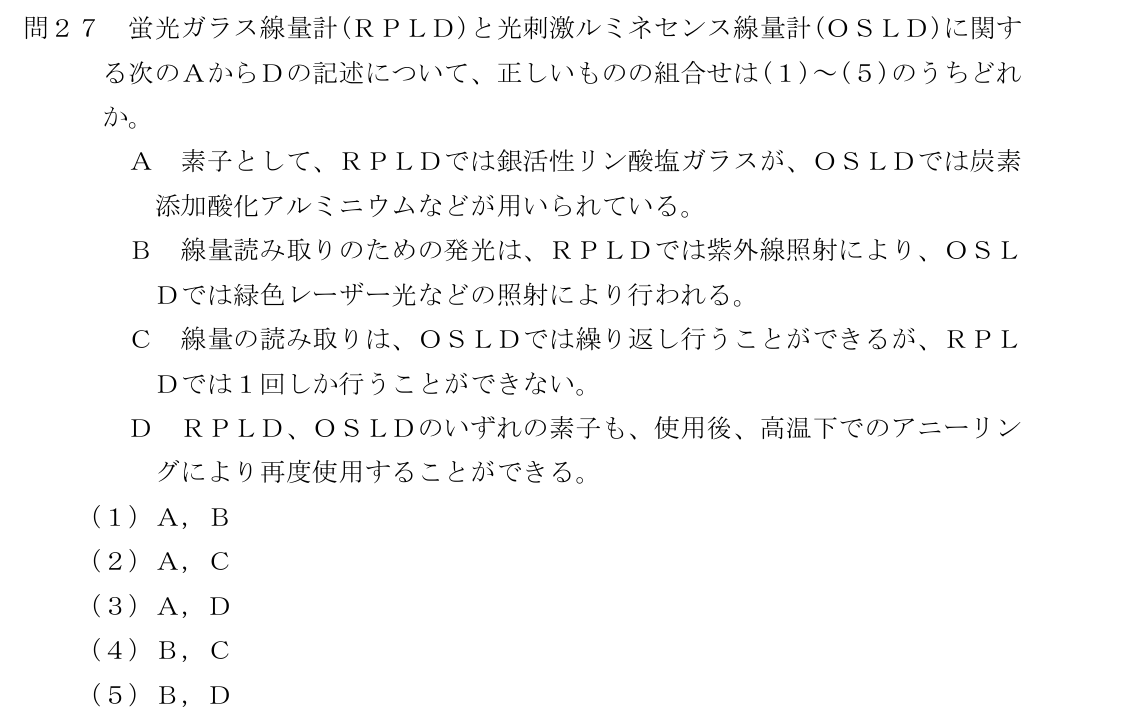 問２７　蛍光ガラス線量計(ＲＰＬＤ)と光刺激ルミネセンス線量計(ＯＳＬＤ)に関す
る次のＡからＤの記述について、正しいものの組合せは(１)～(５)のうちどれ
か。
Ａ　素子として、ＲＰＬＤでは銀活性リン酸塩ガラスが、ＯＳＬＤでは炭素
添加酸化アルミニウムなどが用いられている。
Ｂ　線量読み取りのための発光は、ＲＰＬＤでは紫外線照射により、ＯＳＬ
Ｄでは緑色レーザー光などの照射により行われる。
Ｃ　線量の読み取りは、ＯＳＬＤでは繰り返し行うことができるが、ＲＰＬ
Ｄでは１回しか行うことができない。
Ｄ　ＲＰＬＤ、ＯＳＬＤのいずれの素子も、使用後、高温下でのアニーリン
グにより再度使用することができる。
(１) Ａ，Ｂ
(２) Ａ，Ｃ
(３) Ａ，Ｄ
(４) Ｂ，Ｃ
(５) Ｂ，Ｄ